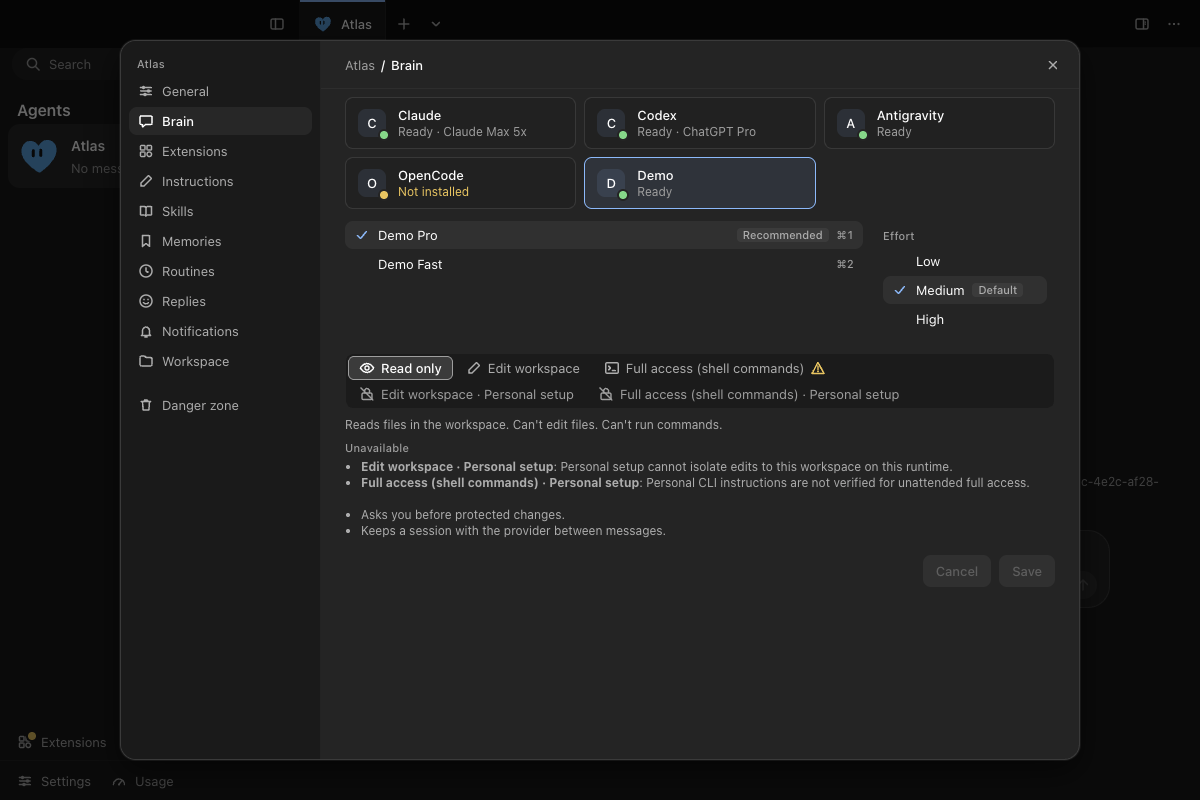 Atlas
Search
Agents
Atlas
No mess
Extensions
Settings
Usage
Atlas
General
Brain
Extensions
Instructions
Skills
Memories
Routines
Replies
Notifications
Workspace
Danger zone
Atlas / Brain
C
Claude
Ready · Claude Max 5x
C
Codex
Ready · ChatGPT Pro
A
Antigravity
Ready
O
OpenCode
Not installed
D
Demo
Ready
Demo Pro Recommended ⌘1
Demo Fast ⌘2
Effort
Low
Medium Default
High
Read only Edit workspace Full access (shell commands)
Edit workspace · Personal setup Full access (shell commands) · Personal setup
Reads files in the workspace. Can't edit files. Can't run commands.
Unavailable
• Edit workspace · Personal setup: Personal setup cannot isolate edits to this workspace on this runtime.
• Full access (shell commands) · Personal setup: Personal CLI instructions are not verified for unattended full access.
• Asks you before protected changes.
• Keeps a session with the provider between messages.
Cancel Save
c-4e2c-af28-